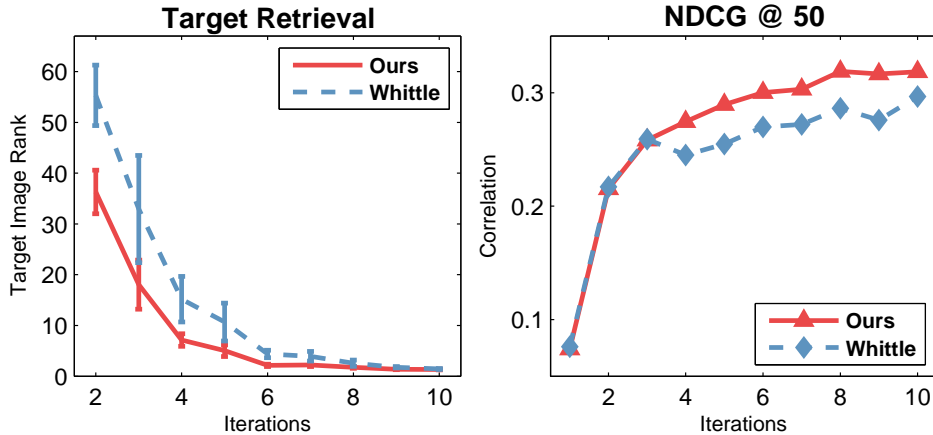 Target Retrieval
Target Image Rank
60
50
40
30
20
10
0
2
4
6
8
10
Iterations
Ours
Whittle
NDCG @ 50
Correlation
0.3
0.2
0.1
2
4
6
8
10
Iterations
Ours
Whittle